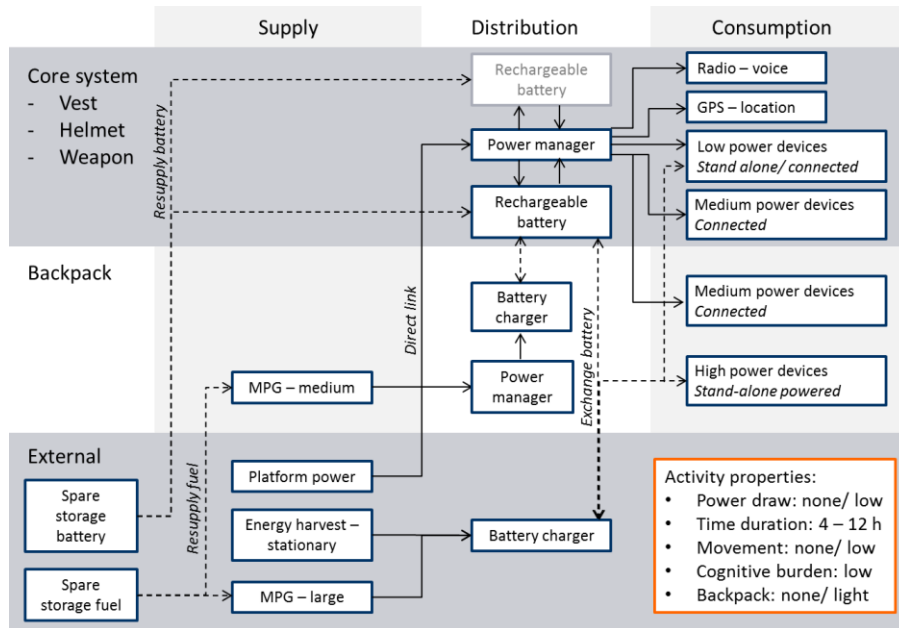 Supply
Distribution
Consumption
Core system
- Vest
- Helmet
- Weapon
Resupply battery
Rechargeable
battery
Power manager
Rechargeable
battery
Radio – voice
GPS – location
Low power devices
Stand alone/ connected
Medium power devices
Connected
Backpack
Direct link
Battery
charger
Exchange battery
Medium power devices
Connected
MPG – medium
Power
manager
High power devices
Stand-alone powered
External
Resupply fuel
Spare
storage
battery
Spare
storage fuel
Platform power
Energy harvest –
stationary
MPG – large
Battery charger
Activity properties:
• Power draw: none/ low
• Time duration: 4 – 12 h
• Movement: none/ low
• Cognitive burden: low
• Backpack: none/ light